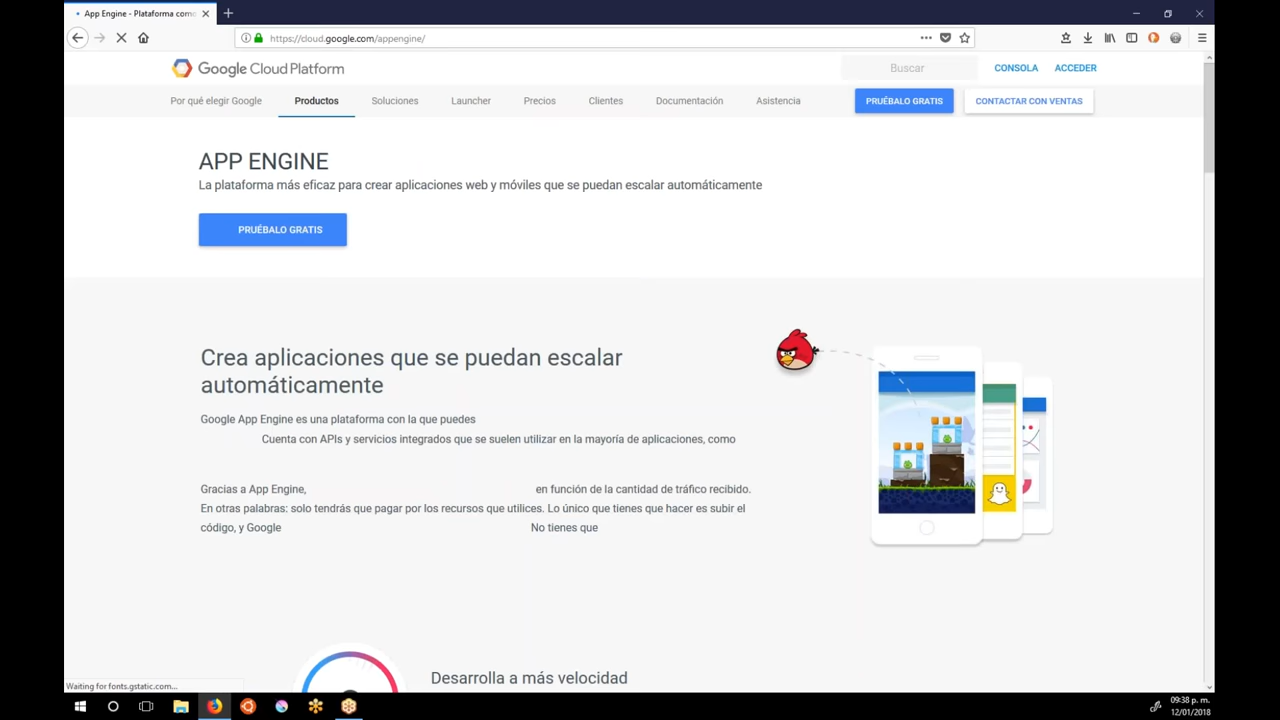 App Engine - Plataforma como
https://cloud.google.com/appengine/
Google Cloud Platform
Buscar
CONSOLA
ACCEDER
Por qué elegir Google
Productos
Soluciones
Launcher
Precios
Clientes
Documentación
Asistencia
PRUÉBALO GRATIS
CONTACTAR CON VENTAS
APP ENGINE
La plataforma más eficaz para crear aplicaciones web y móviles que se puedan escalar automáticamente
PRUÉBALO GRATIS
Crea aplicaciones que se puedan escalar
automáticamente
Google App Engine es una plataforma con la que puedes
Cuenta con APIs y servicios integrados que se suelen utilizar en la mayoría de aplicaciones, como
Gracias a App Engine, en función de la cantidad de tráfico recibido.
En otras palabras: solo tendrás que pagar por los recursos que utilices. Lo único que tienes que hacer es subir el
código, y Google No tienes que
Desarrolla a más velocidad
Waiting for fonts.gstatic.com...
09:38 p. m.
12/01/2018